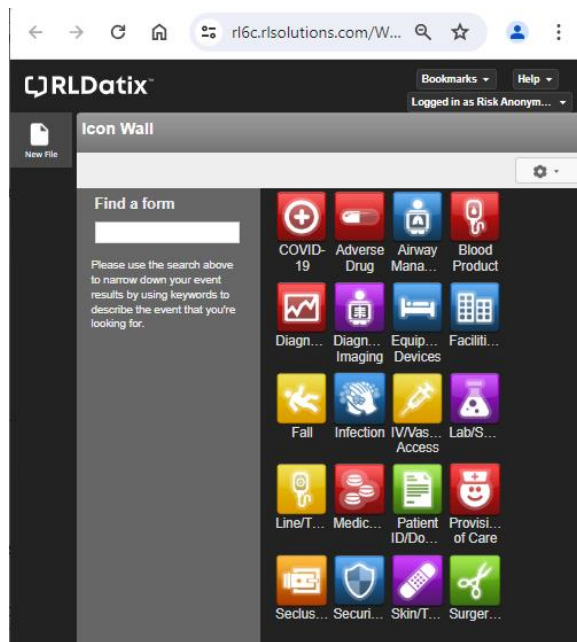 rl6c.rlsolutions.com/W...
RLDatix™
Bookmarks
Help
Logged in as Risk Anonym...
New File
Icon Wall
Find a form
Please use the search above
to narrow down your event
results by using keywords to
describe the event that you're
looking for.
COVID-
19
Adverse
Drug
Airway
Mana...
Blood
Product
Diagn...
Diagn...
Imaging
Equip...
Devices
Faciliti...
Fall
Infection
IV/Vas...
Access
Lab/S...
Line/T...
Medic...
Patient
ID/Do...
Provisi...
of Care
Seclus...
Securi...
Skin/T...
Surger...